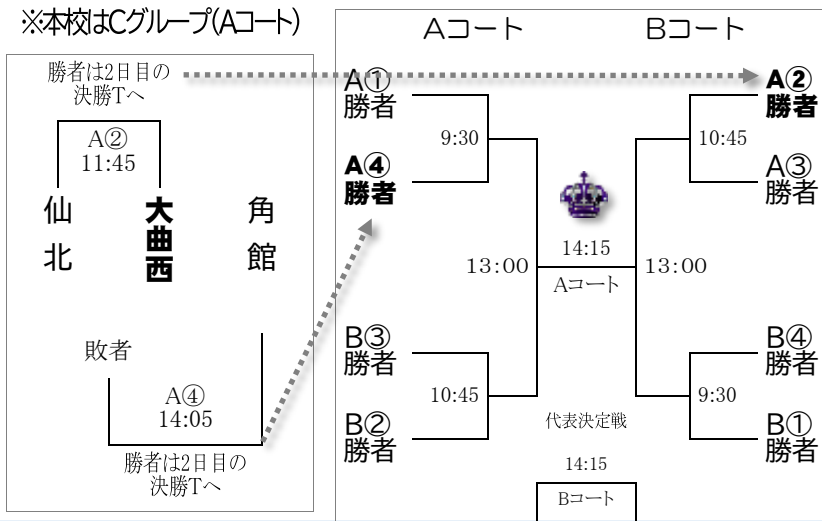 ※本校はCグループ(Aコート)
勝者は2日目の
決勝Tへ
A②
11:45
仙北
大曲西
角館
敗者
A④
14:05
勝者は2日目の
決勝Tへ
Aコート
Bコート
A①
勝者
9:30
A④
勝者
13:00
B③
勝者
10:45
B②
勝者
14:15
Aコート
A②
勝者
10:45
A③
勝者
13:00
B④
勝者
9:30
B①
勝者
代表決定戦
14:15
Bコート